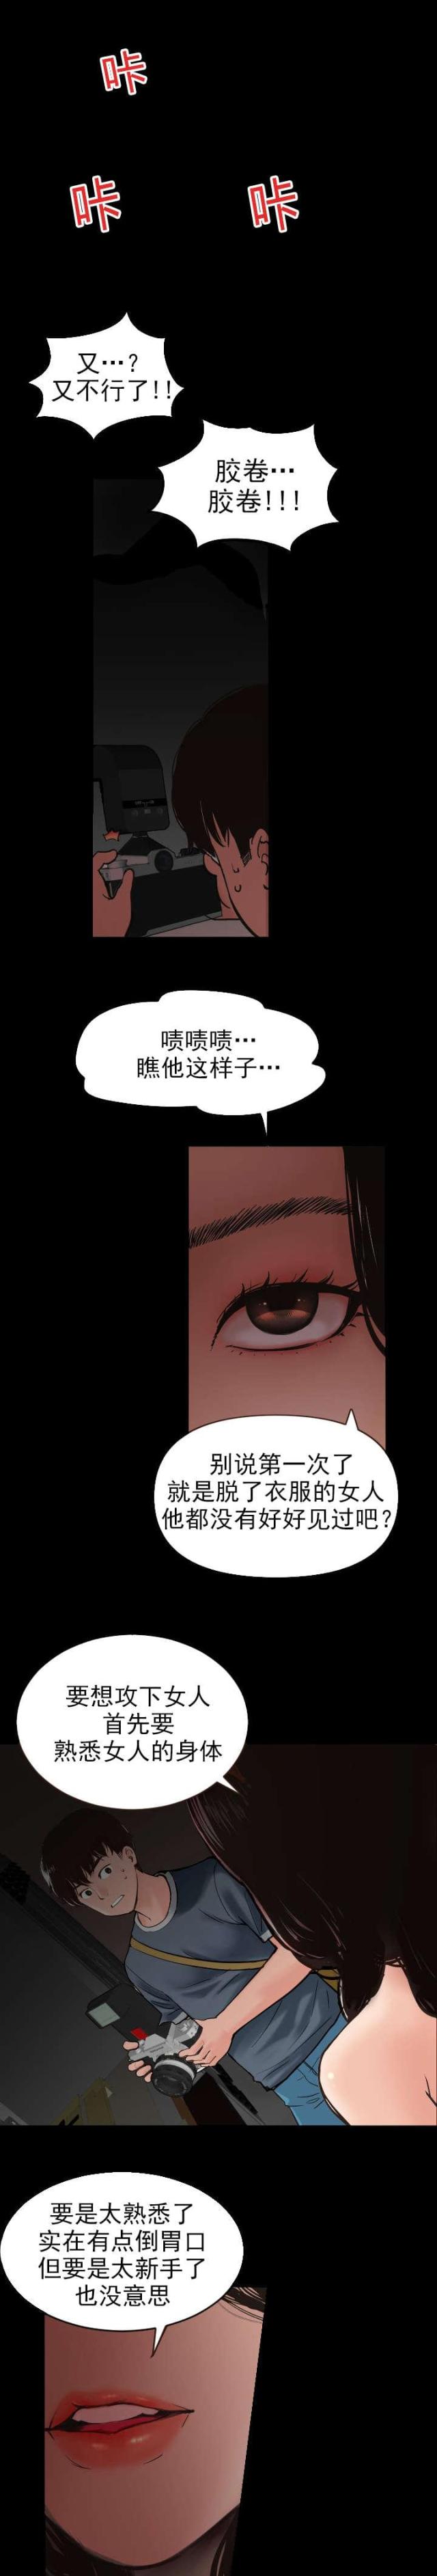 咔
咔
咔
又…?
又不行了!!
胶卷…
胶卷!!!
啧啧啧…
瞧他这样子…
别说第一次了
就是脱了衣服的女人
他都没有好好见过吧?
要想攻下女人
首先要
熟悉女人的身体
要是太熟悉了
实在有点倒胃口
但要是太新手了
也没意思